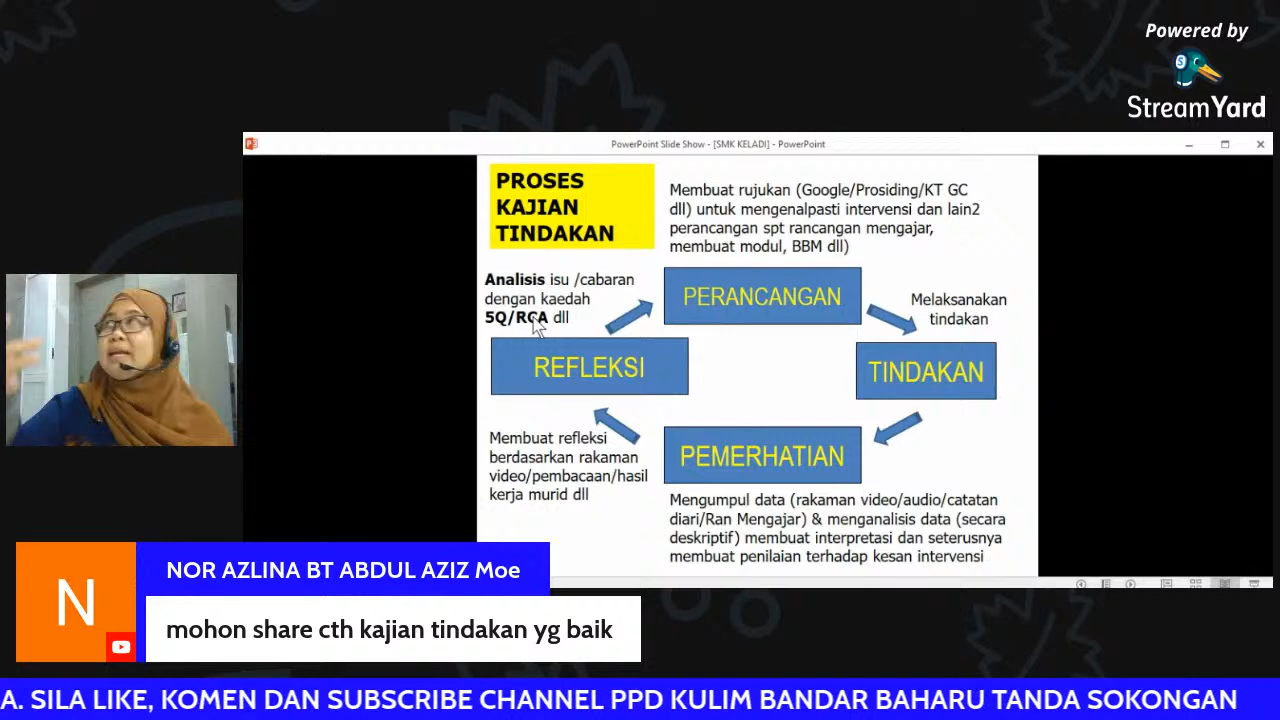 Powered by
StreamYard
PowerPoint Slide Show - [SMK KELADI] - PowerPoint
PROSES
KAJIAN
TINDAKAN
Membuat rujukan (Google/Prosiding/KT GC
dll) untuk mengenalpasti intervensi dan lain2
perancangan spt rancangan mengajar,
membuat modul, BBM dll)
Analisis isu /cabaran
dengan kaedah
5Q/RCA dll
PERANCANGAN
Melaksanakan
tindakan
REFLEKSI
TINDAKAN
Membuat refleksi
berdasarkan rakaman
video/pembacaan/hasil
kerja murid dll
PEMERHATIAN
Mengumpul data (rakaman video/audio/catatan
diari/Ran Mengajar) & menganalisis data (secara
deskriptif) membuat interpretasi dan seterusnya
membuat penilaian terhadap kesan intervensi
N
NOR AZLINA BT ABDUL AZIZ Moe
mohon share cth kajian tindakan yg baik
A. SILA LIKE, KOMEN DAN SUBSCRIBE CHANNEL PPD KULIM BANDAR BAHARU TANDA SOKONGAN